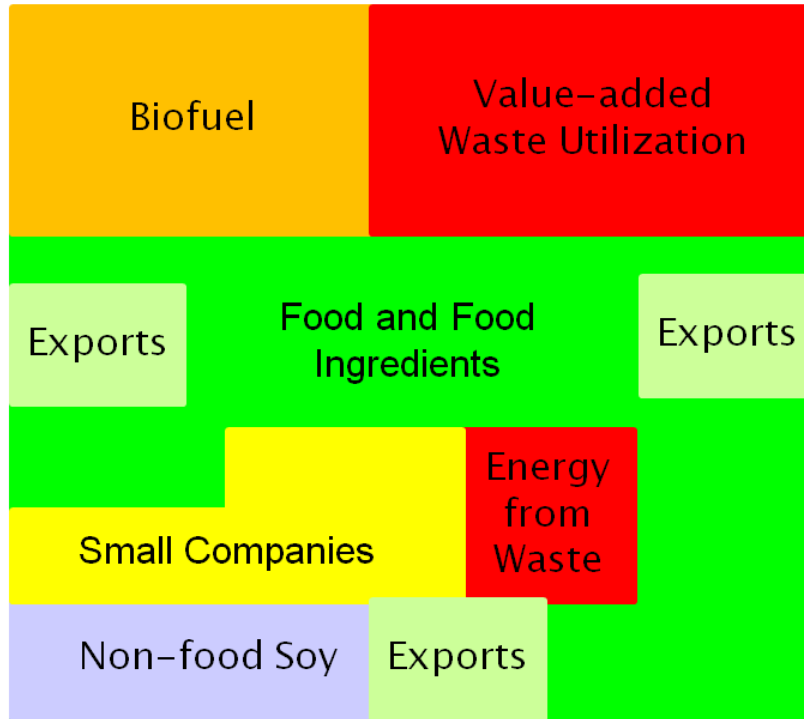 Biofuel
Value-added
Waste Utilization
Exports
Food and Food
Ingredients
Exports
Energy
from
Waste
Small Companies
Non-food Soy
Exports